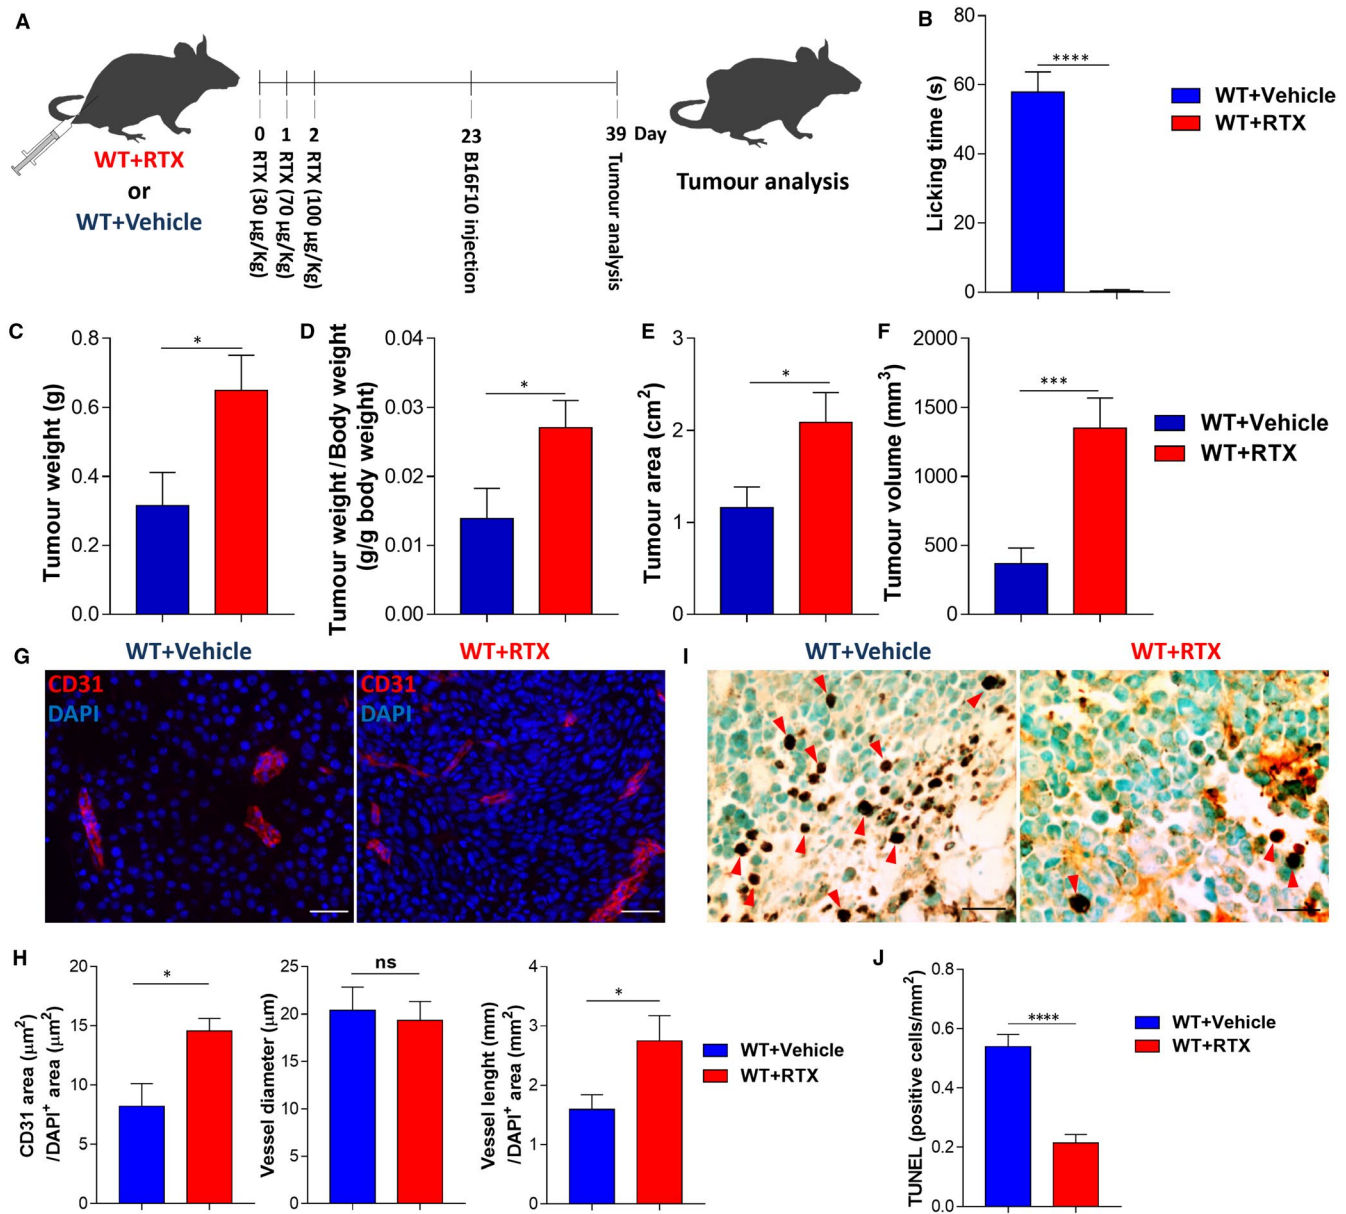 A
WT+RTX
or
WT+Vehicle
0
1
2
23
39
Day
RTX (30 µg/Kg)
RTX (70 µg/Kg)
RTX (100 µg/Kg)
B16F10 injection
Tumour analysis
Tumour analysis
B
Licking time (s)
80
60
40
20
0
****
WT+Vehicle
WT+RTX
C
Tumour weight (g)
0.8
0.6
0.4
0.2
0.0
*
D
Tumour weight/Body weight
(g/g body weight)
0.04
0.03
0.02
0.01
0.00
*
E
Tumour area (cm²)
3
2
1
0
*
F
Tumour volume (mm³)
2000
1500
1000
500
0
***
WT+Vehicle
WT+RTX
G
WT+Vehicle
WT+RTX
CD31
DAPI
CD31
DAPI
I
WT+Vehicle
WT+RTX
H
CD31 area (µm²)
/DAPI⁺ area (µm²)
20
15
10
5
0
*
Vessel diameter (µm)
25
20
15
10
5
0
ns
Vessel lenght (mm)
/DAPI⁺ area (mm²)
4
3
2
1
0
*
WT+Vehicle
WT+RTX
J
TUNEL (positive cells/mm²)
0.8
0.6
0.4
0.2
0.0
****
WT+Vehicle
WT+RTX